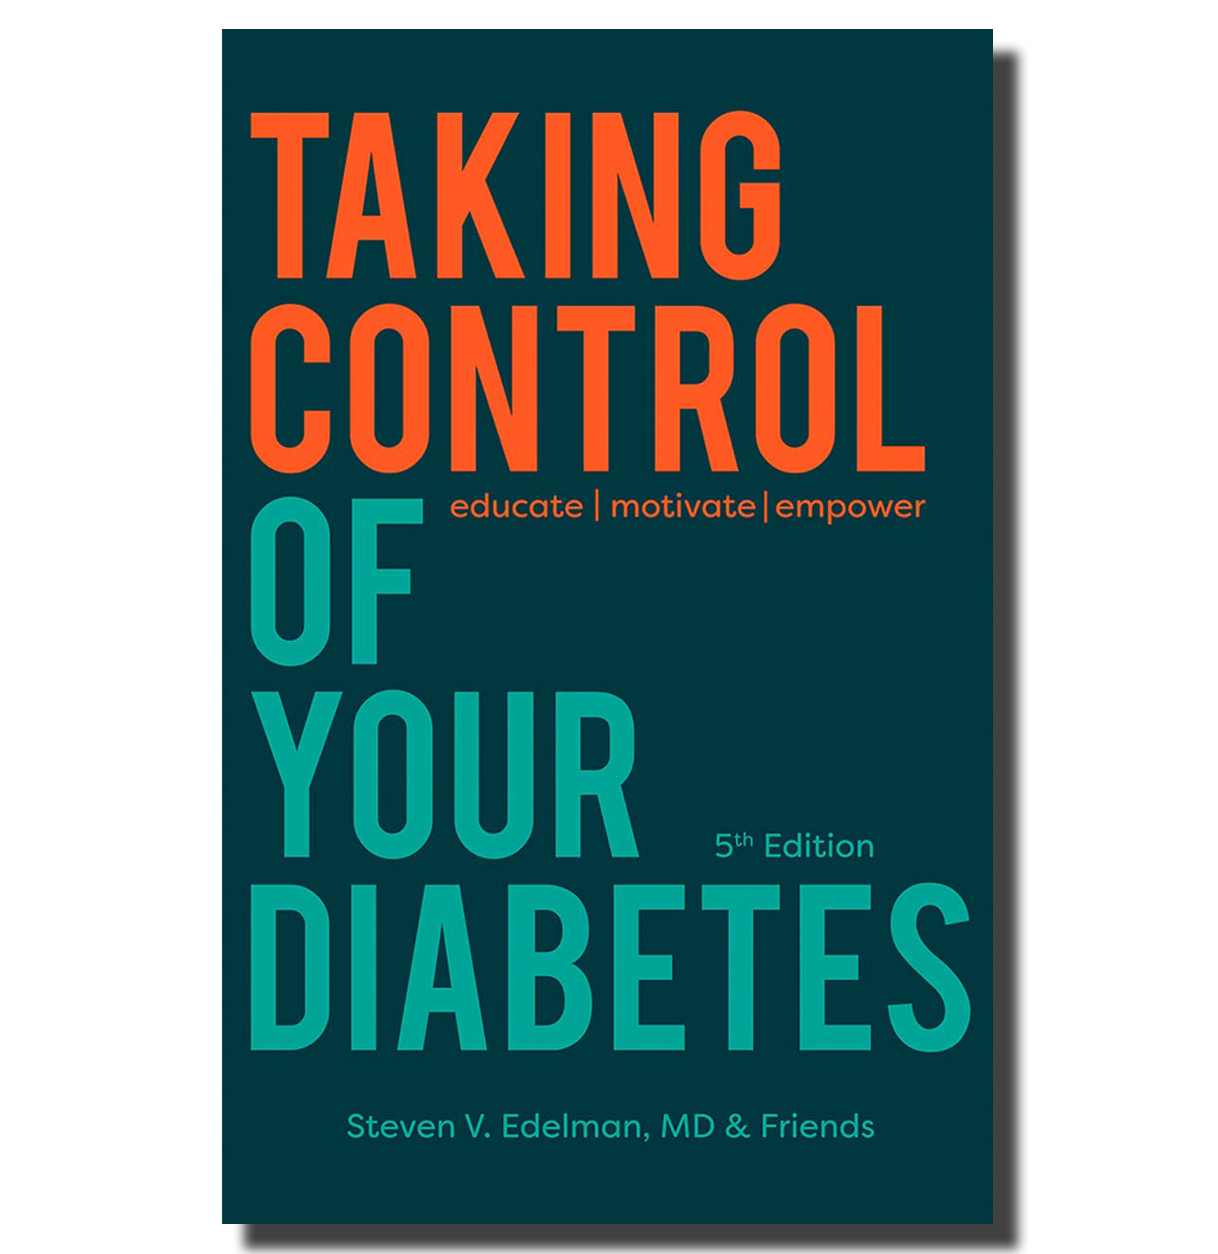 TAKING
CONTROL
educate | motivate | empower
OF
YOUR
5th Edition
DIABETES
Steven V. Edelman, MD & Friends